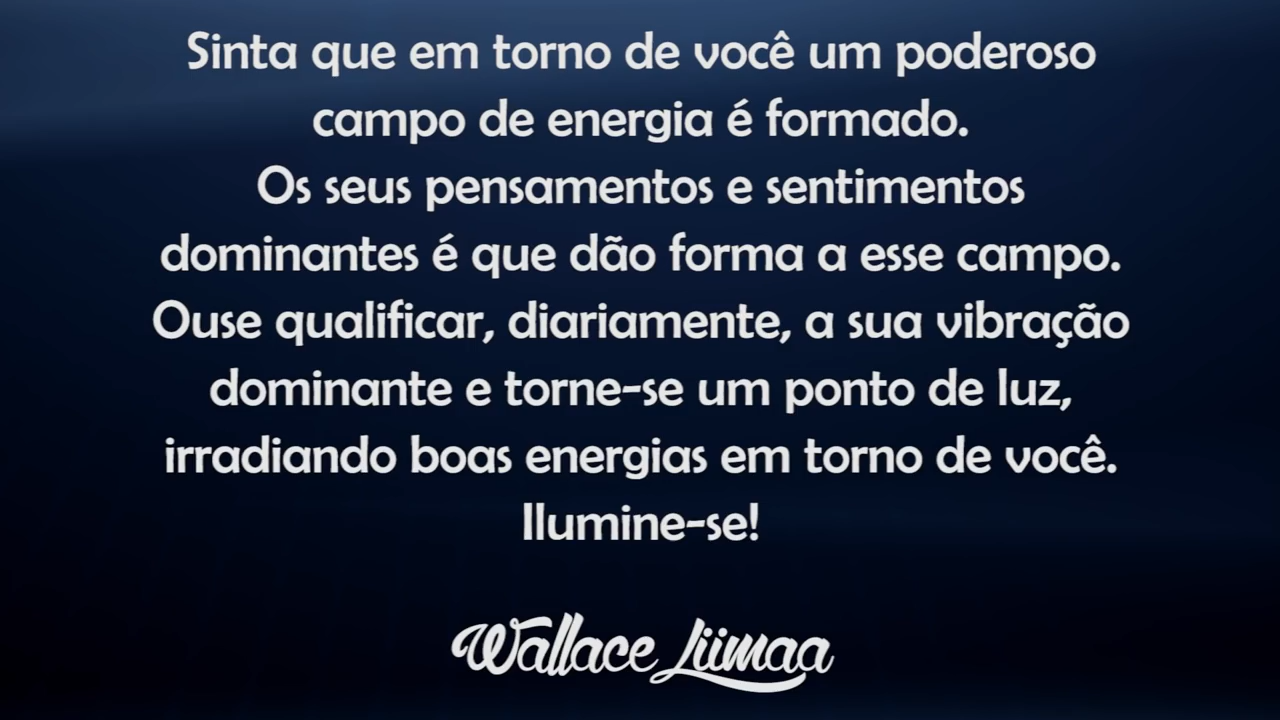 Sinta que em torno de você um poderoso
campo de energia é formado.
Os seus pensamentos e sentimentos
dominantes é que dão forma a esse campo.
Ouse qualificar, diariamente, a sua vibração
dominante e torne-se um ponto de luz,
irradiando boas energias em torno de você.
Ilumine-se!
Wallace Liimaa